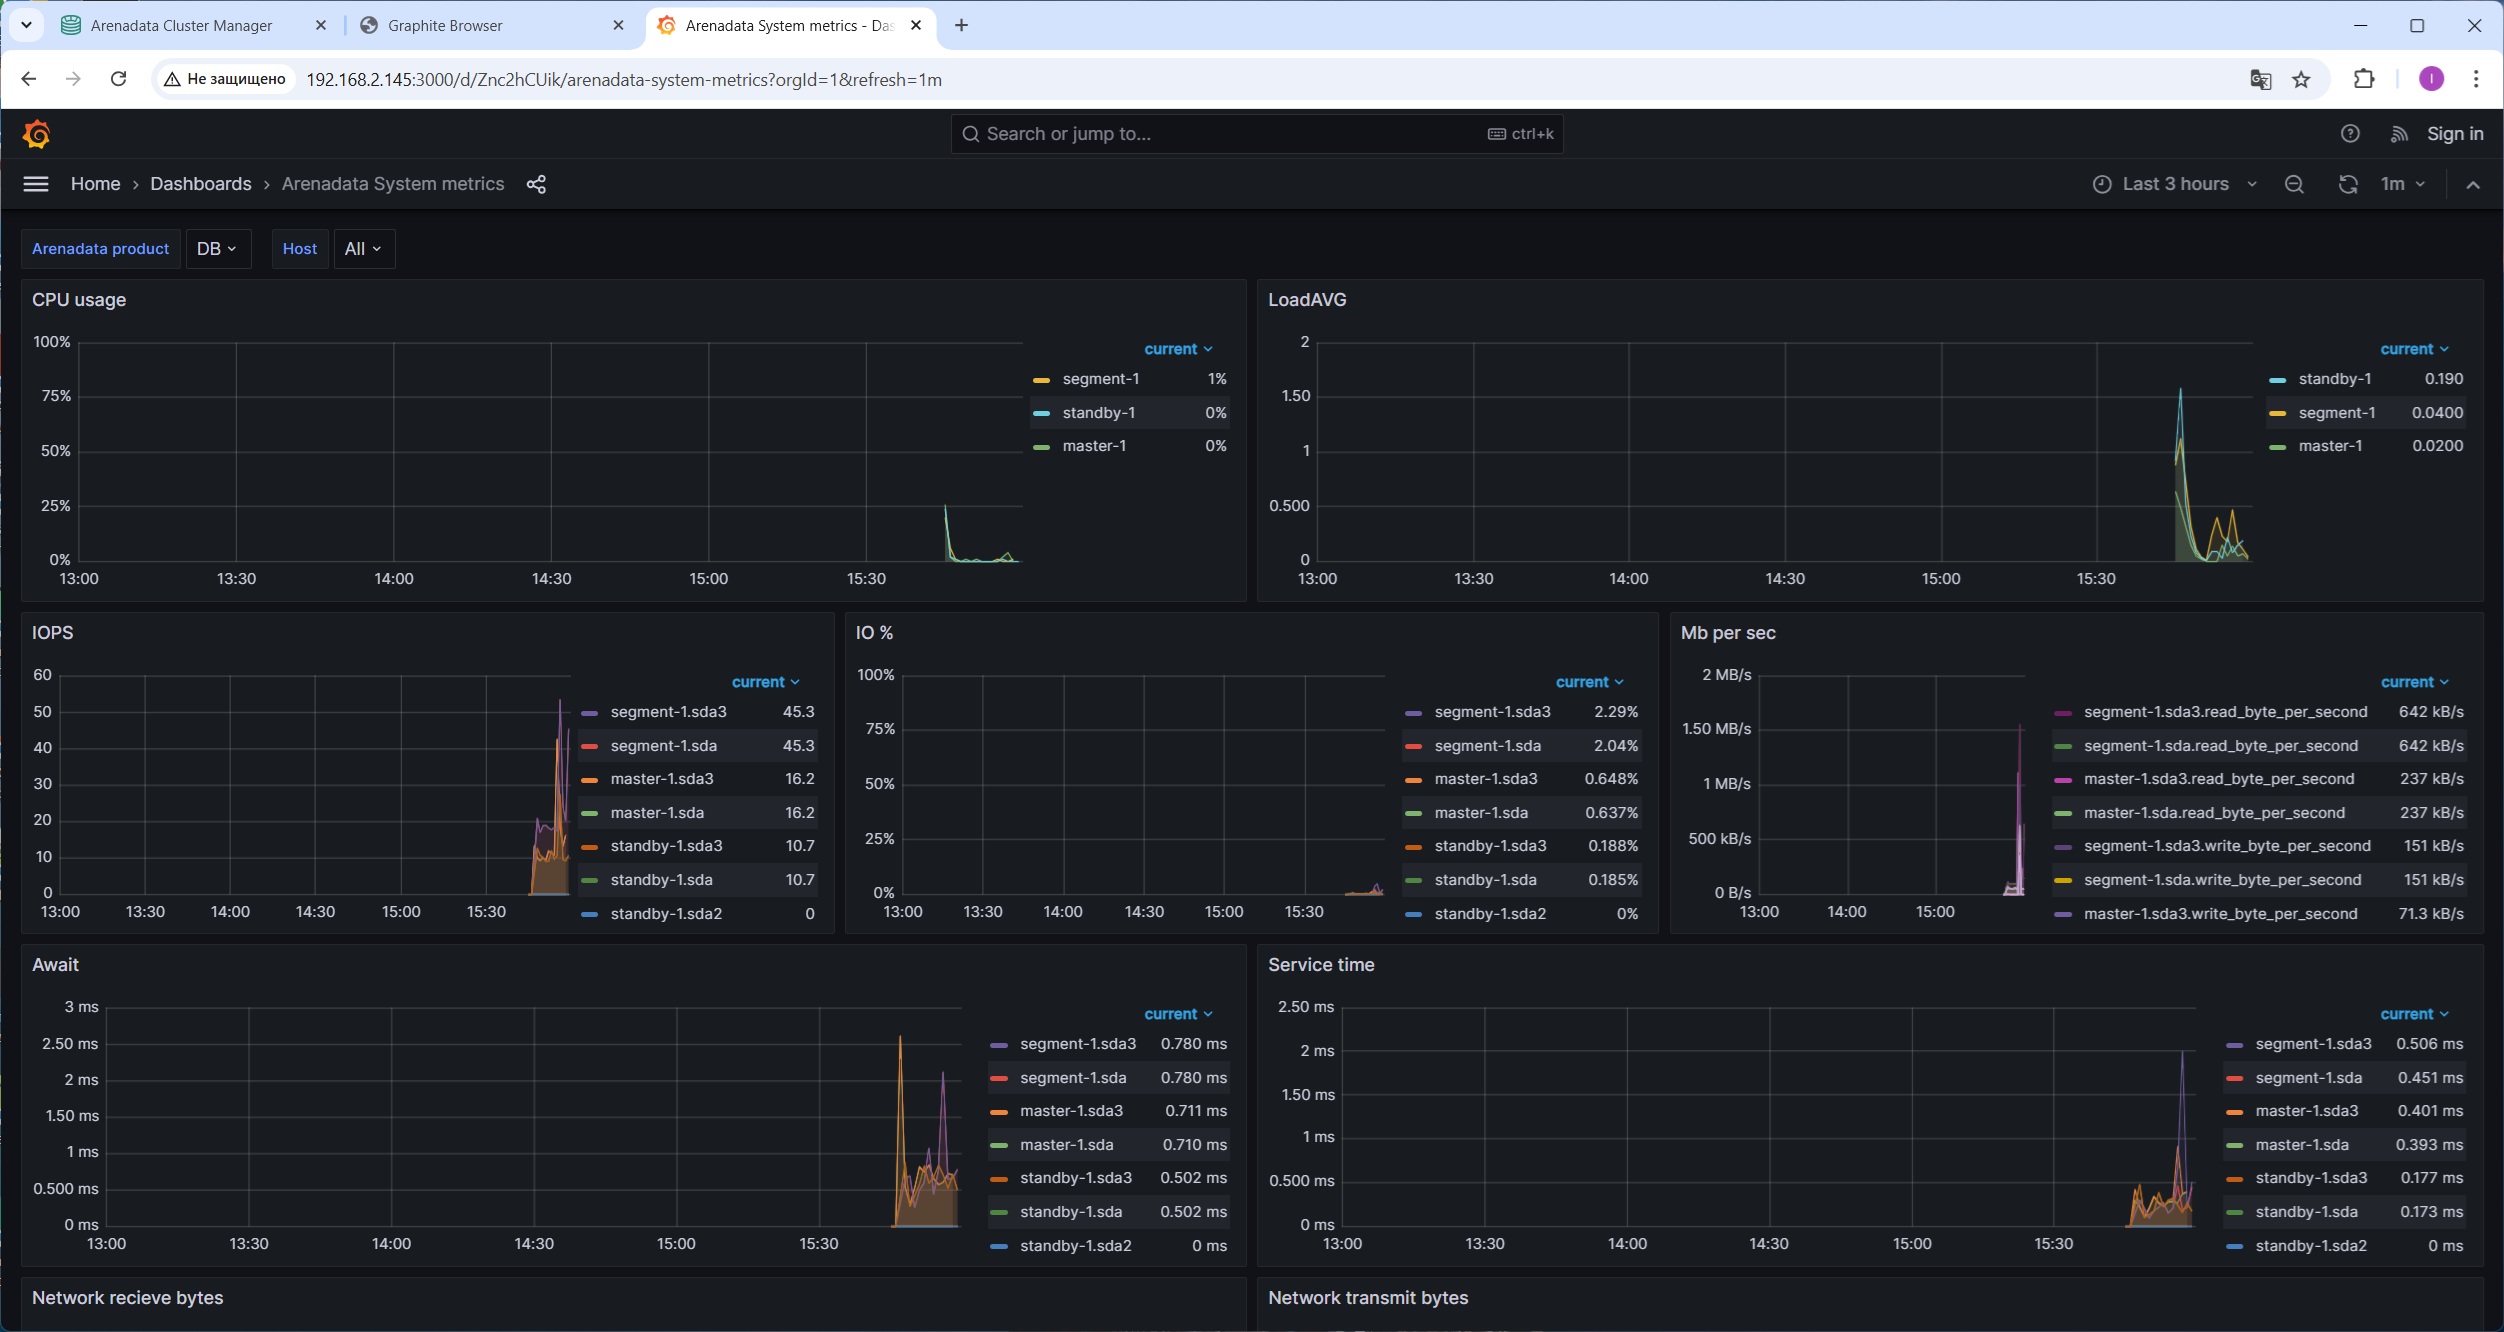 Arenadata Cluster Manager
Graphite Browser
Arenadata System metrics - Das
Не защищено 192.168.2.145:3000/d/Znc2hCUik/arenadata-system-metrics?orgId=1&refresh=1m
I
Search or jump to... ctrl+k
Sign in
Home › Dashboards › Arenadata System metrics
Last 3 hours
1m
Arenadata product DB
Host All
CPU usage
100%
75%
50%
25%
0%
13:00 13:30 14:00 14:30 15:00 15:30
current
segment-1 1%
standby-1 0%
master-1 0%
LoadAVG
2
1.50
1
0.500
0
13:00 13:30 14:00 14:30 15:00 15:30
current
standby-1 0.190
segment-1 0.0400
master-1 0.0200
IOPS
60
50
40
30
20
10
0
13:00 13:30 14:00 14:30 15:00 15:30
current
segment-1.sda3 45.3
segment-1.sda 45.3
master-1.sda3 16.2
master-1.sda 16.2
standby-1.sda3 10.7
standby-1.sda 10.7
standby-1.sda2 0
IO %
100%
75%
50%
25%
0%
13:00 13:30 14:00 14:30 15:00 15:30
current
segment-1.sda3 2.29%
segment-1.sda 2.04%
master-1.sda3 0.648%
master-1.sda 0.637%
standby-1.sda3 0.188%
standby-1.sda 0.185%
standby-1.sda2 0%
Mb per sec
2 MB/s
1.50 MB/s
1 MB/s
500 kB/s
0 B/s
13:00 14:00 15:00
current
segment-1.sda3.read_byte_per_second 642 kB/s
segment-1.sda.read_byte_per_second 642 kB/s
master-1.sda3.read_byte_per_second 237 kB/s
master-1.sda.read_byte_per_second 237 kB/s
segment-1.sda3.write_byte_per_second 151 kB/s
segment-1.sda.write_byte_per_second 151 kB/s
master-1.sda3.write_byte_per_second 71.3 kB/s
Await
3 ms
2.50 ms
2 ms
1.50 ms
1 ms
0.500 ms
0 ms
13:00 13:30 14:00 14:30 15:00 15:30
current
segment-1.sda3 0.780 ms
segment-1.sda 0.780 ms
master-1.sda3 0.711 ms
master-1.sda 0.710 ms
standby-1.sda3 0.502 ms
standby-1.sda 0.502 ms
standby-1.sda2 0 ms
Service time
2.50 ms
2 ms
1.50 ms
1 ms
0.500 ms
0 ms
13:00 13:30 14:00 14:30 15:00 15:30
current
segment-1.sda3 0.506 ms
segment-1.sda 0.451 ms
master-1.sda3 0.401 ms
master-1.sda 0.393 ms
standby-1.sda3 0.177 ms
standby-1.sda 0.173 ms
standby-1.sda2 0 ms
Network recieve bytes
Network transmit bytes